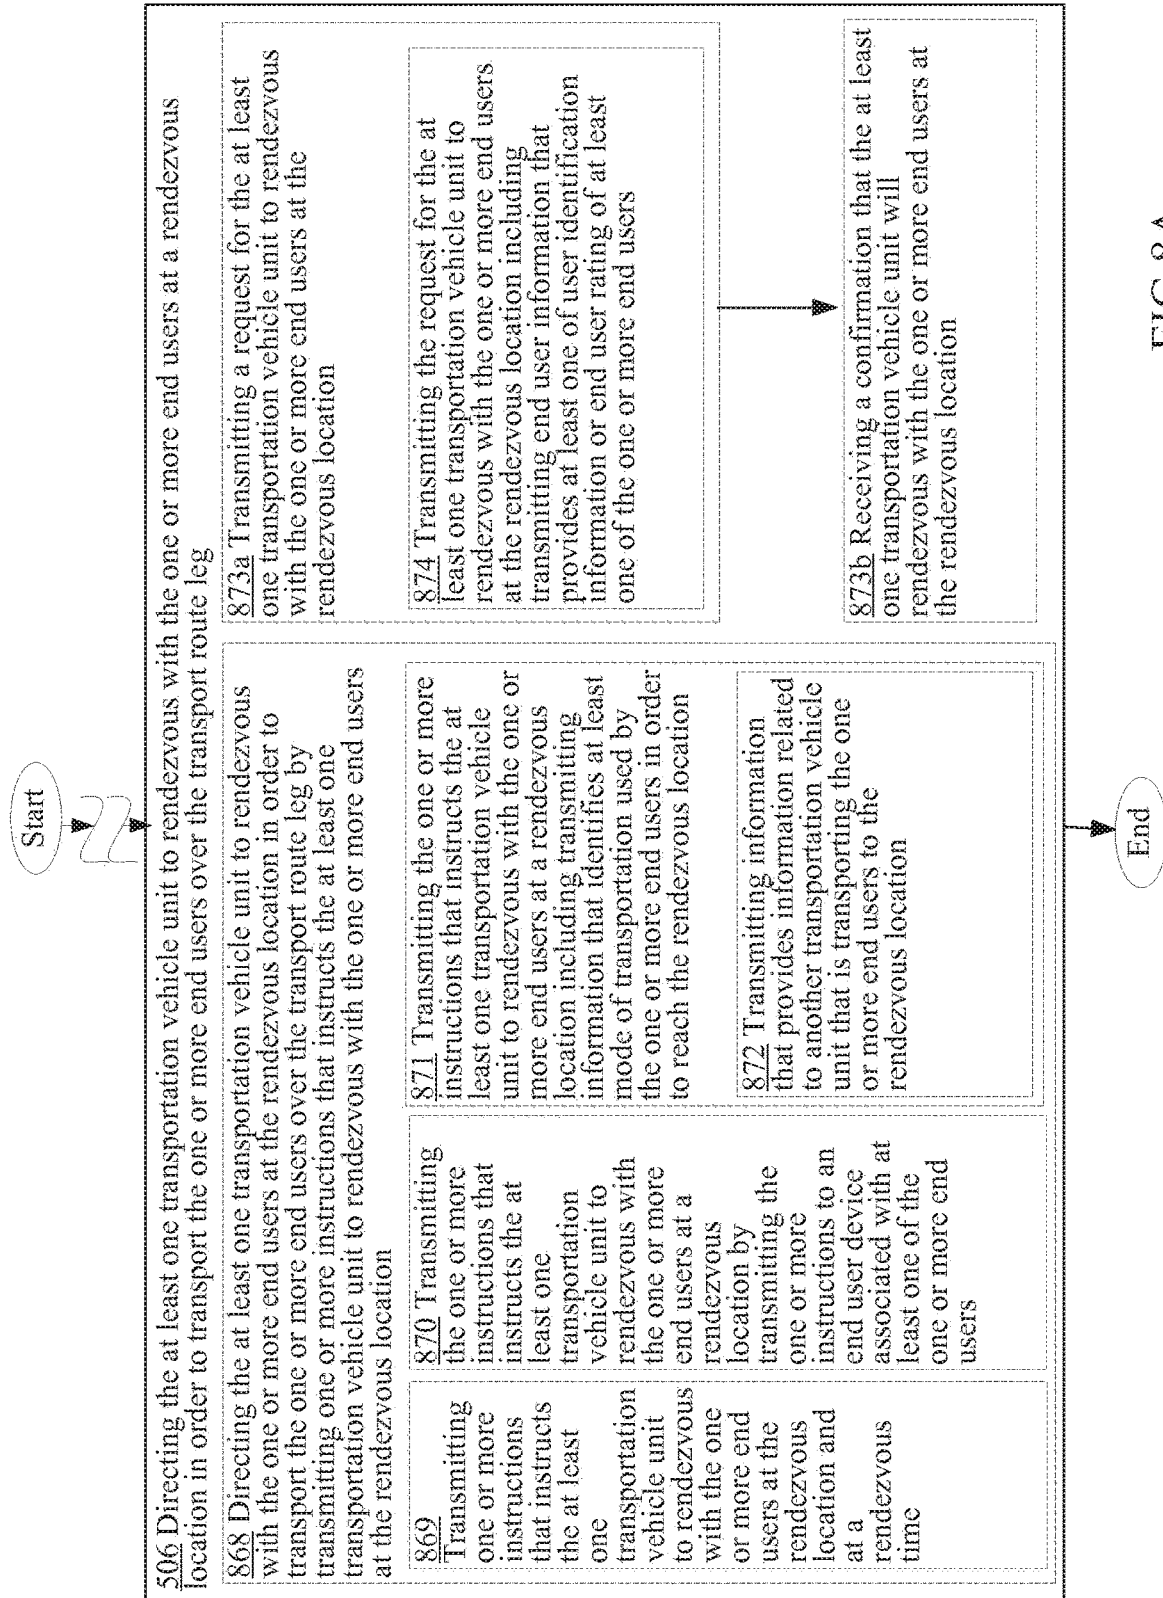 Start
506 Directing the at least one transportation vehicle unit to rendezvous with the one or more end users at a rendezvous
location in order to transport the one or more end users over the transport route leg
868 Directing the at least one transportation vehicle unit to rendezvous
with the one or more end users at the rendezvous location in order to
transport the one or more end users over the transport route leg by
transmitting one or more instructions that instructs the at least one
transportation vehicle unit to rendezvous with the one or more end users
at the rendezvous location
869
Transmitting
one or more
instructions
that instructs
the at least
one
transportation
vehicle unit
to rendezvous
with the one
or more end
users at the
rendezvous
location and
at a
rendezvous
time
870 Transmitting
the one or more
instructions that
instructs the at
least one
transportation
vehicle unit to
rendezvous with
the one or more
end users at a
rendezvous
location by
transmitting the
one or more
instructions to an
end user device
associated with at
least one of the
one or more end
users
871 Transmitting the one or more
instructions that instructs the at
least one transportation vehicle
unit to rendezvous with the one or
more end users at a rendezvous
location including transmitting
information that identifies at least
mode of transportation used by
the one or more end users in order
to reach the rendezvous location
872 Transmitting information
that provides information related
to another transportation vehicle
unit that is transporting the one
or more end users to the
rendezvous location
873a Transmitting a request for the at least
one transportation vehicle unit to rendezvous
with the one or more end users at the
rendezvous location
874 Transmitting the request for the at
least one transportation vehicle unit to
rendezvous with the one or more end users
at the rendezvous location including
transmitting end user information that
provides at least one of user identification
information or end user rating of at least
one of the one or more end users
873b Receiving a confirmation that the at least
one transportation vehicle unit will
rendezvous with the one or more end users at
the rendezvous location
End
FIG 8A